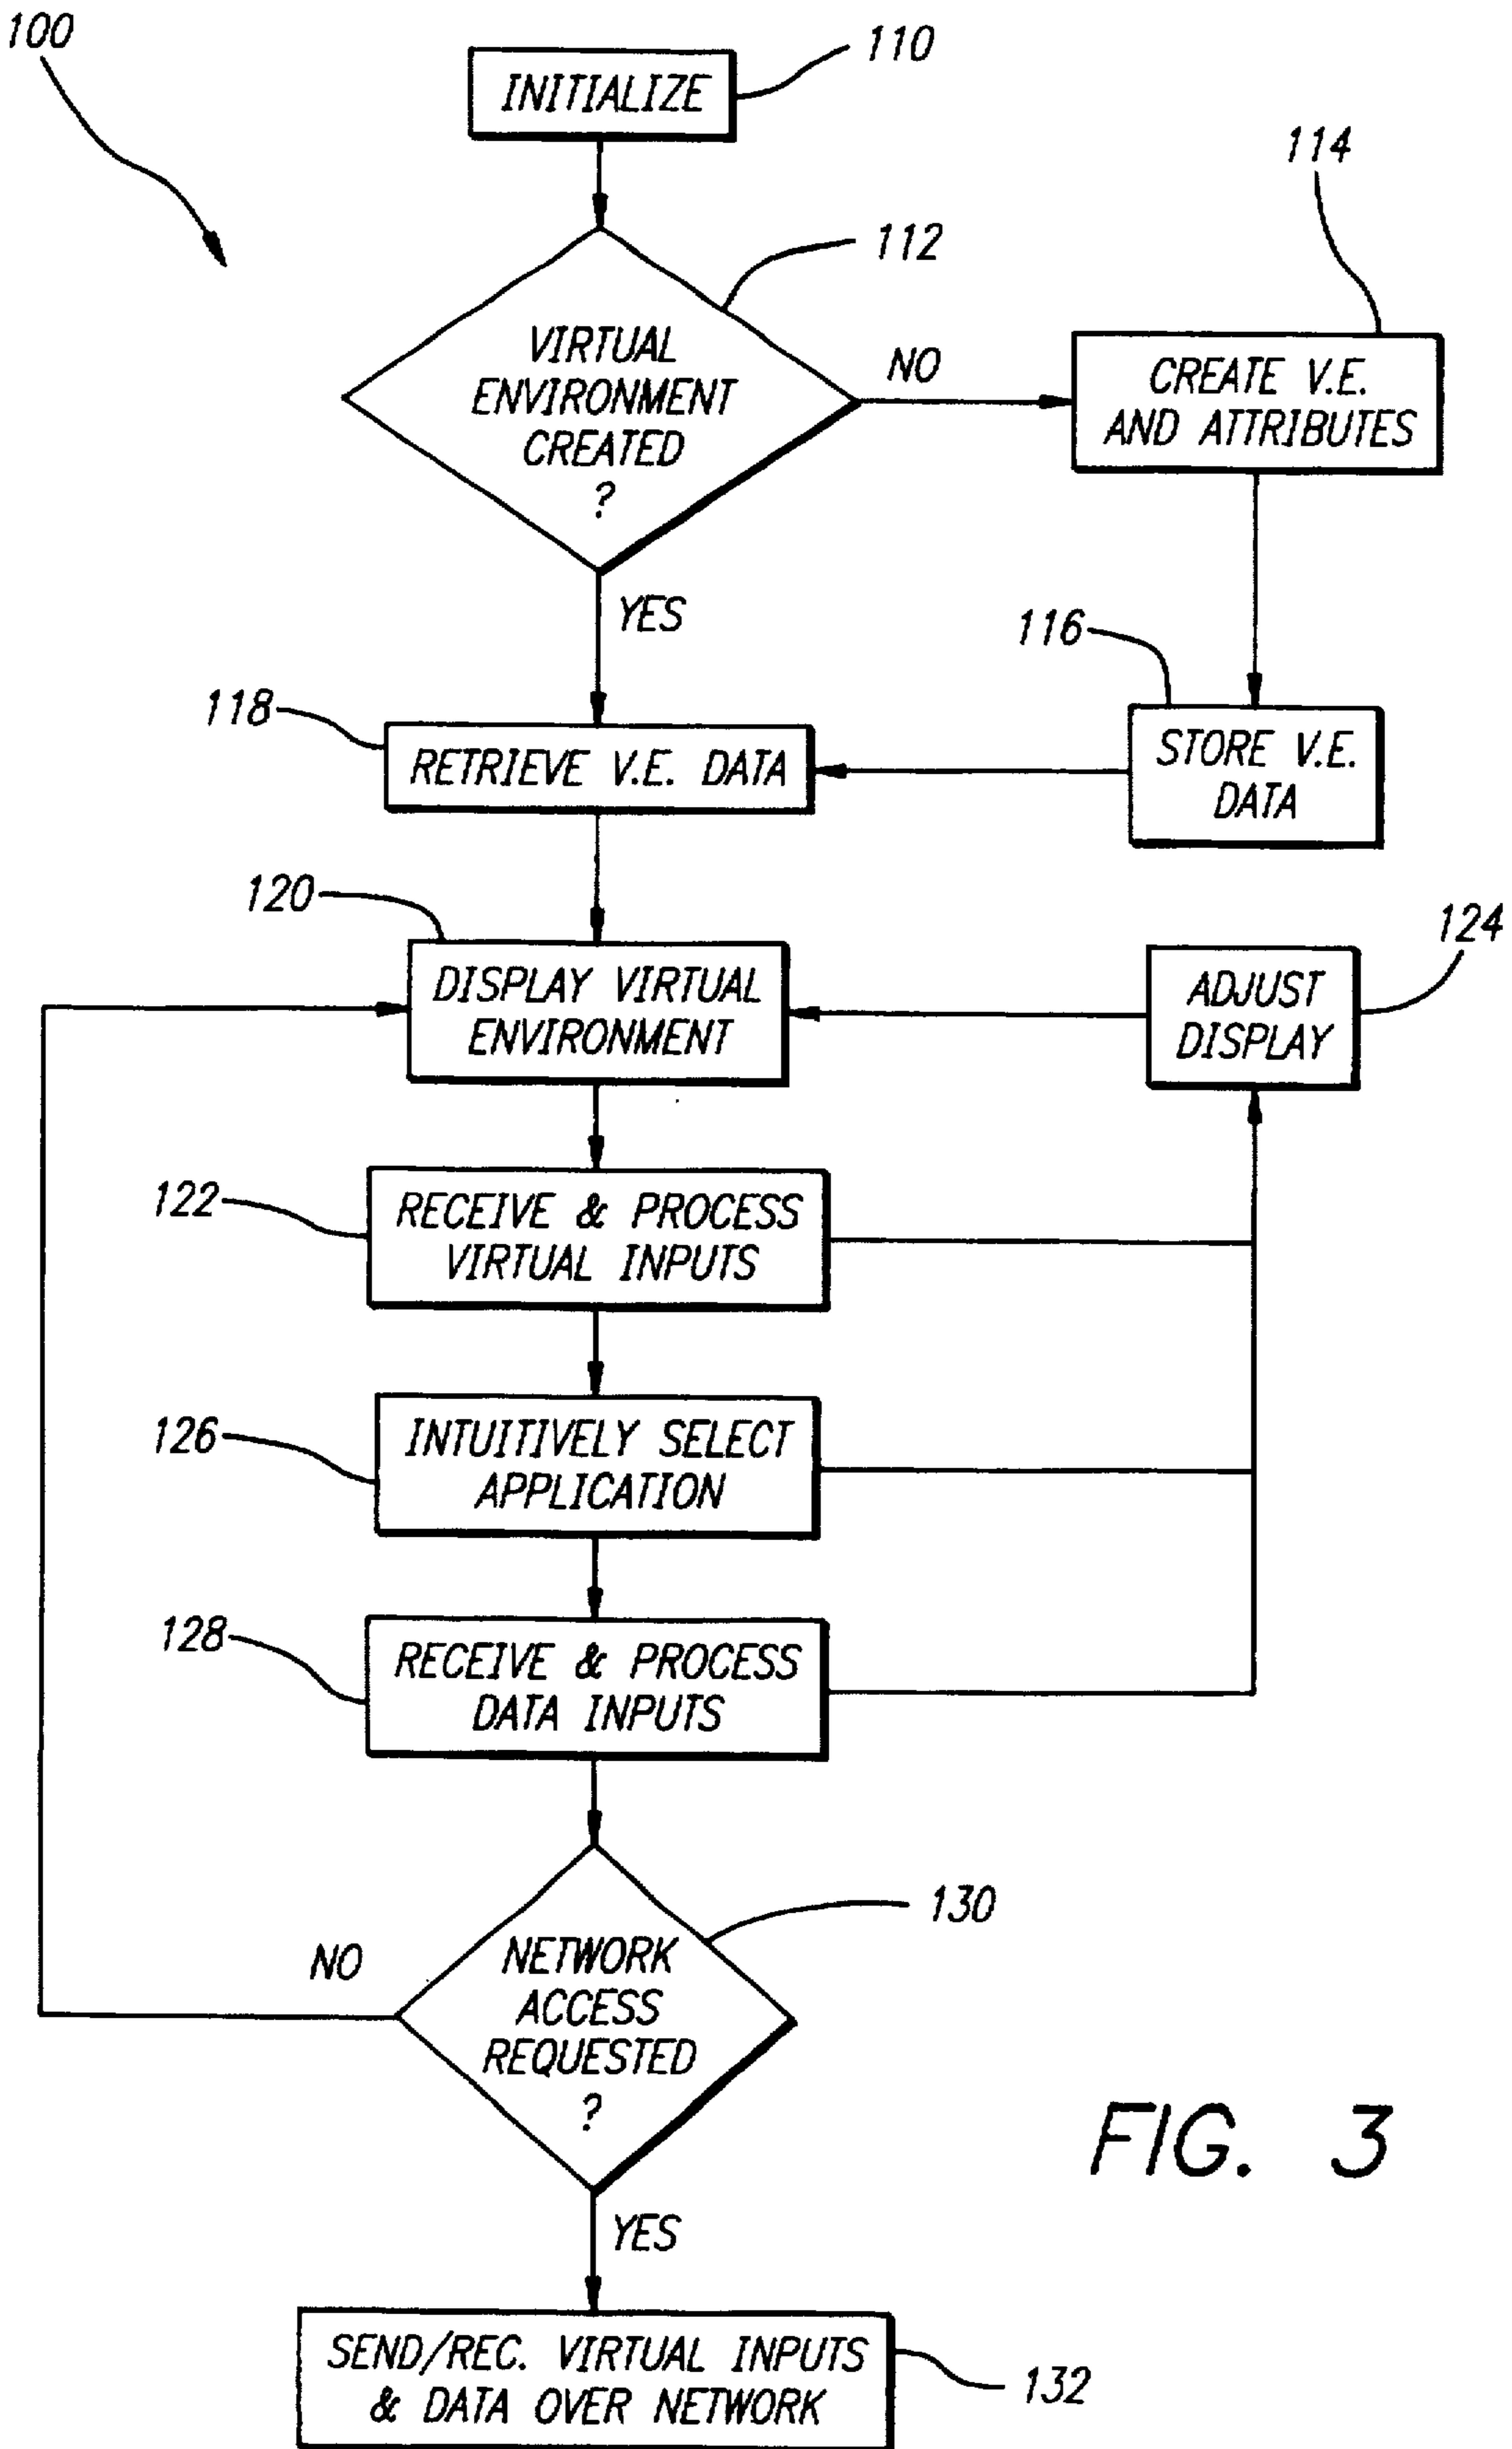 100
110
INITIALIZE
114
112
VIRTUAL
ENVIRONMENT
CREATED
?
NO
CREATE V.E.
AND ATTRIBUTES
YES
116
118
RETRIEVE V.E. DATA
STORE V.E.
DATA
120
124
DISPLAY VIRTUAL
ENVIRONMENT
ADJUST
DISPLAY
122
RECEIVE & PROCESS
VIRTUAL INPUTS
126
INTUITIVELY SELECT
APPLICATION
128
RECEIVE & PROCESS
DATA INPUTS
130
NO
NETWORK
ACCESS
REQUESTED
?
FIG. 3
YES
SEND/REC. VIRTUAL INPUTS
& DATA OVER NETWORK
132